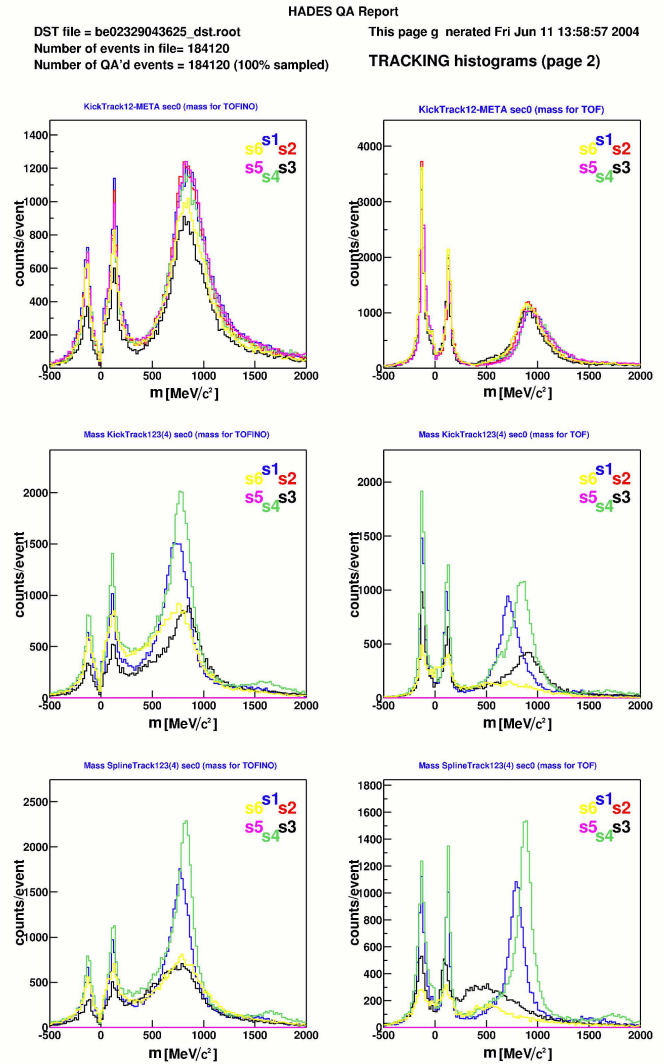 HADES QA Report
DST file = be02329043625_dst.root
This page g nerated Fri Jun 11 13:58:57 2004
Number of events in file= 184120
Number of QA'd events = 184120 (100% sampled)
TRACKING histograms (page 2)
KickTrack12-META sec0 (mass for TOFINO)
counts/event
1400
1200
1000
800
600
400
200
0
s6 s1 s2
s5 s4 s3
-500 0 500 1000 1500 2000
m [MeV/c²]
KickTrack12-META sec0 (mass for TOF)
counts/event
4000
3000
2000
1000
0
s6 s1 s2
s5 s4 s3
-500 0 500 1000 1500 2000
m [MeV/c²]
Mass KickTrack123(4) sec0 (mass for TOFINO)
counts/event
2000
1500
1000
500
0
s6 s1 s2
s5 s4 s3
-500 0 500 1000 1500 2000
m [MeV/c²]
Mass KickTrack123(4) sec0 (mass for TOF)
counts/event
2000
1500
1000
500
0
s6 s1 s2
s5 s4 s3
-500 0 500 1000 1500 2000
m [MeV/c²]
Mass SplineTrack123(4) sec0 (mass for TOFINO)
counts/event
2500
2000
1500
1000
500
0
s6 s1 s2
s5 s4 s3
-500 0 500 1000 1500 2000
m [MeV/c²]
Mass SplineTrack123(4) sec0 (mass for TOF)
counts/event
1800
1600
1400
1200
1000
800
600
400
200
0
s6 s1 s2
s5 s4 s3
-500 0 500 1000 1500 2000
m [MeV/c²]